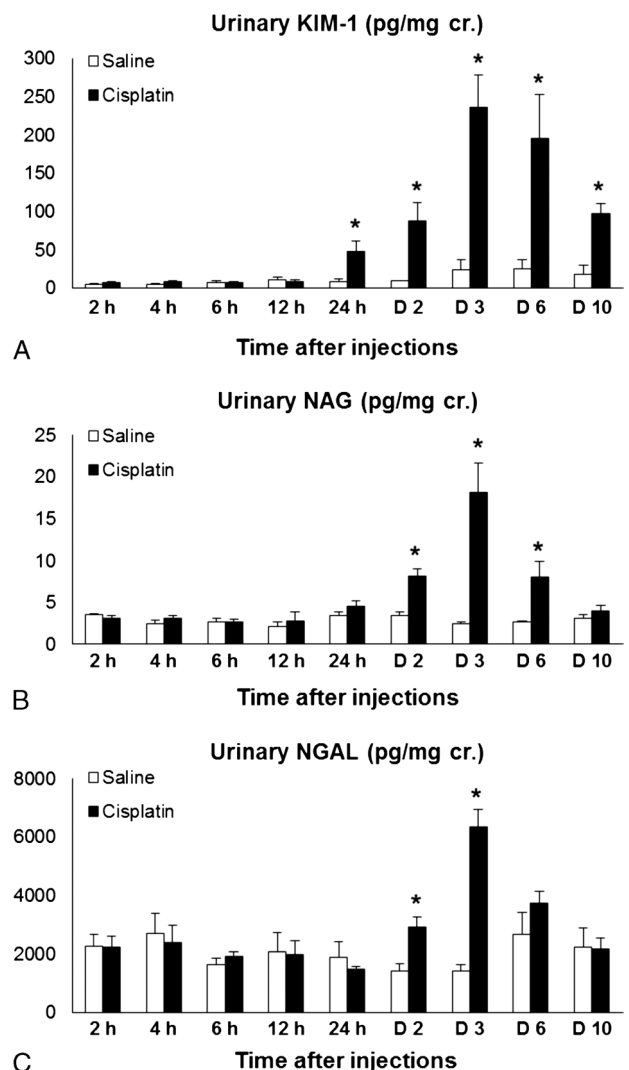 Urinary KIM-1 (pg/mg cr.)
300
250
200
150
100
50
0
Saline
Cisplatin
*
*
*
*
*
2 h 4 h 6 h 12 h 24 h D 2 D 3 D 6 D 10
A
Time after injections
Urinary NAG (pg/mg cr.)
25
20
15
10
5
0
Saline
Cisplatin
*
*
*
2 h 4 h 6 h 12 h 24 h D 2 D 3 D 6 D 10
B
Time after injections
Urinary NGAL (pg/mg cr.)
8000
6000
4000
2000
0
Saline
Cisplatin
*
*
2 h 4 h 6 h 12 h 24 h D 2 D 3 D 6 D 10
C
Time after injections